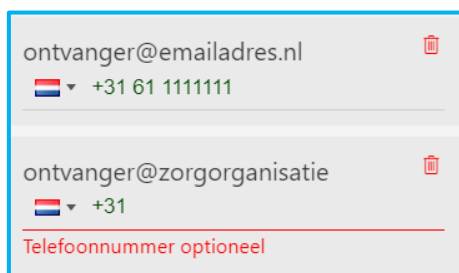 ontvanger@emailadres.nl
+31 61 1111111
ontvanger@zorgorganisatie
+31
Telefoonnummer optioneel